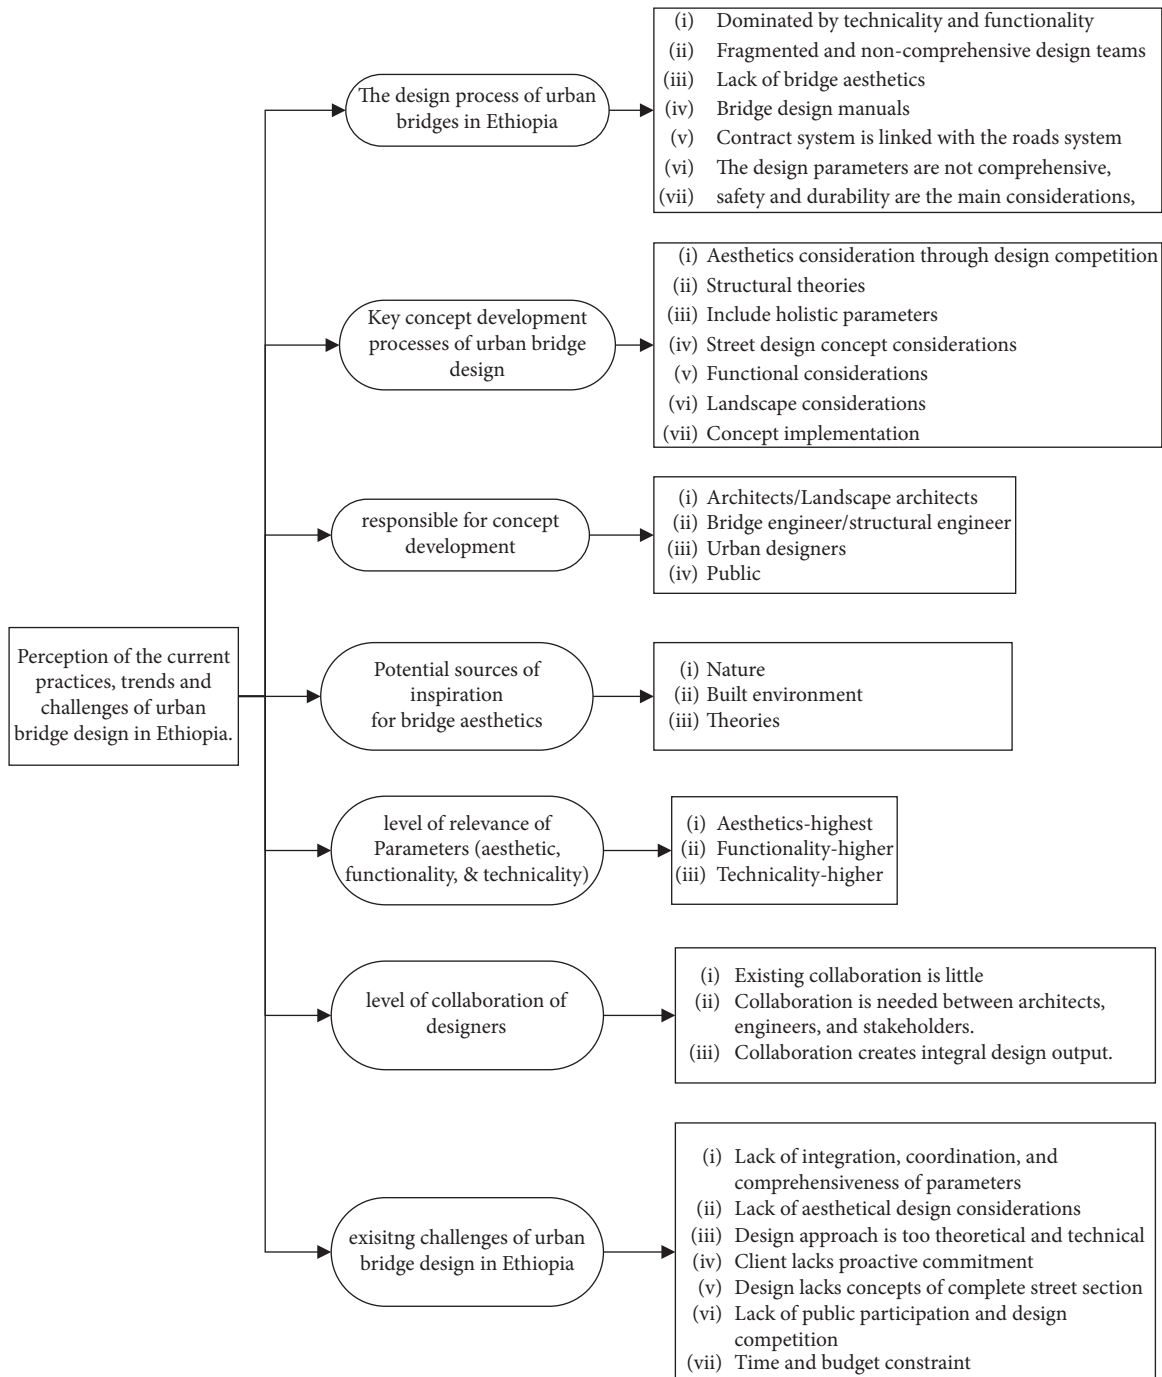 Perception of the current
practices, trends and
challenges of urban
bridge design in Ethiopia.
The design process of urban
bridges in Ethiopia
(i) Dominated by technicality and functionality
(ii) Fragmented and non-comprehensive design teams
(iii) Lack of bridge aesthetics
(iv) Bridge design manuals
(v) Contract system is linked with the roads system
(vi) The design parameters are not comprehensive,
(vii) safety and durability are the main considerations,
Key concept development
processes of urban bridge
design
(i) Aesthetics consideration through design competition
(ii) Structural theories
(iii) Include holistic parameters
(iv) Street design concept considerations
(v) Functional considerations
(vi) Landscape considerations
(vii) Concept implementation
responsible for concept
development
(i) Architects/Landscape architects
(ii) Bridge engineer/structural engineer
(iii) Urban designers
(iv) Public
Potential sources of
inspiration
for bridge aesthetics
(i) Nature
(ii) Built environment
(iii) Theories
level of relevance of
Parameters (aesthetic,
functionality, & technicality)
(i) Aesthetics-highest
(ii) Functionality-higher
(iii) Technicality-higher
level of collaboration of
designers
(i) Existing collaboration is little
(ii) Collaboration is needed between architects,
engineers, and stakeholders.
(iii) Collaboration creates integral design output.
exisitng challenges of urban
bridge design in Ethiopia
(i) Lack of integration, coordination, and
comprehensiveness of parameters
(ii) Lack of aesthetical design considerations
(iii) Design approach is too theoretical and technical
(iv) Client lacks proactive commitment
(v) Design lacks concepts of complete street section
(vi) Lack of public participation and design
competition
(vii) Time and budget constraint